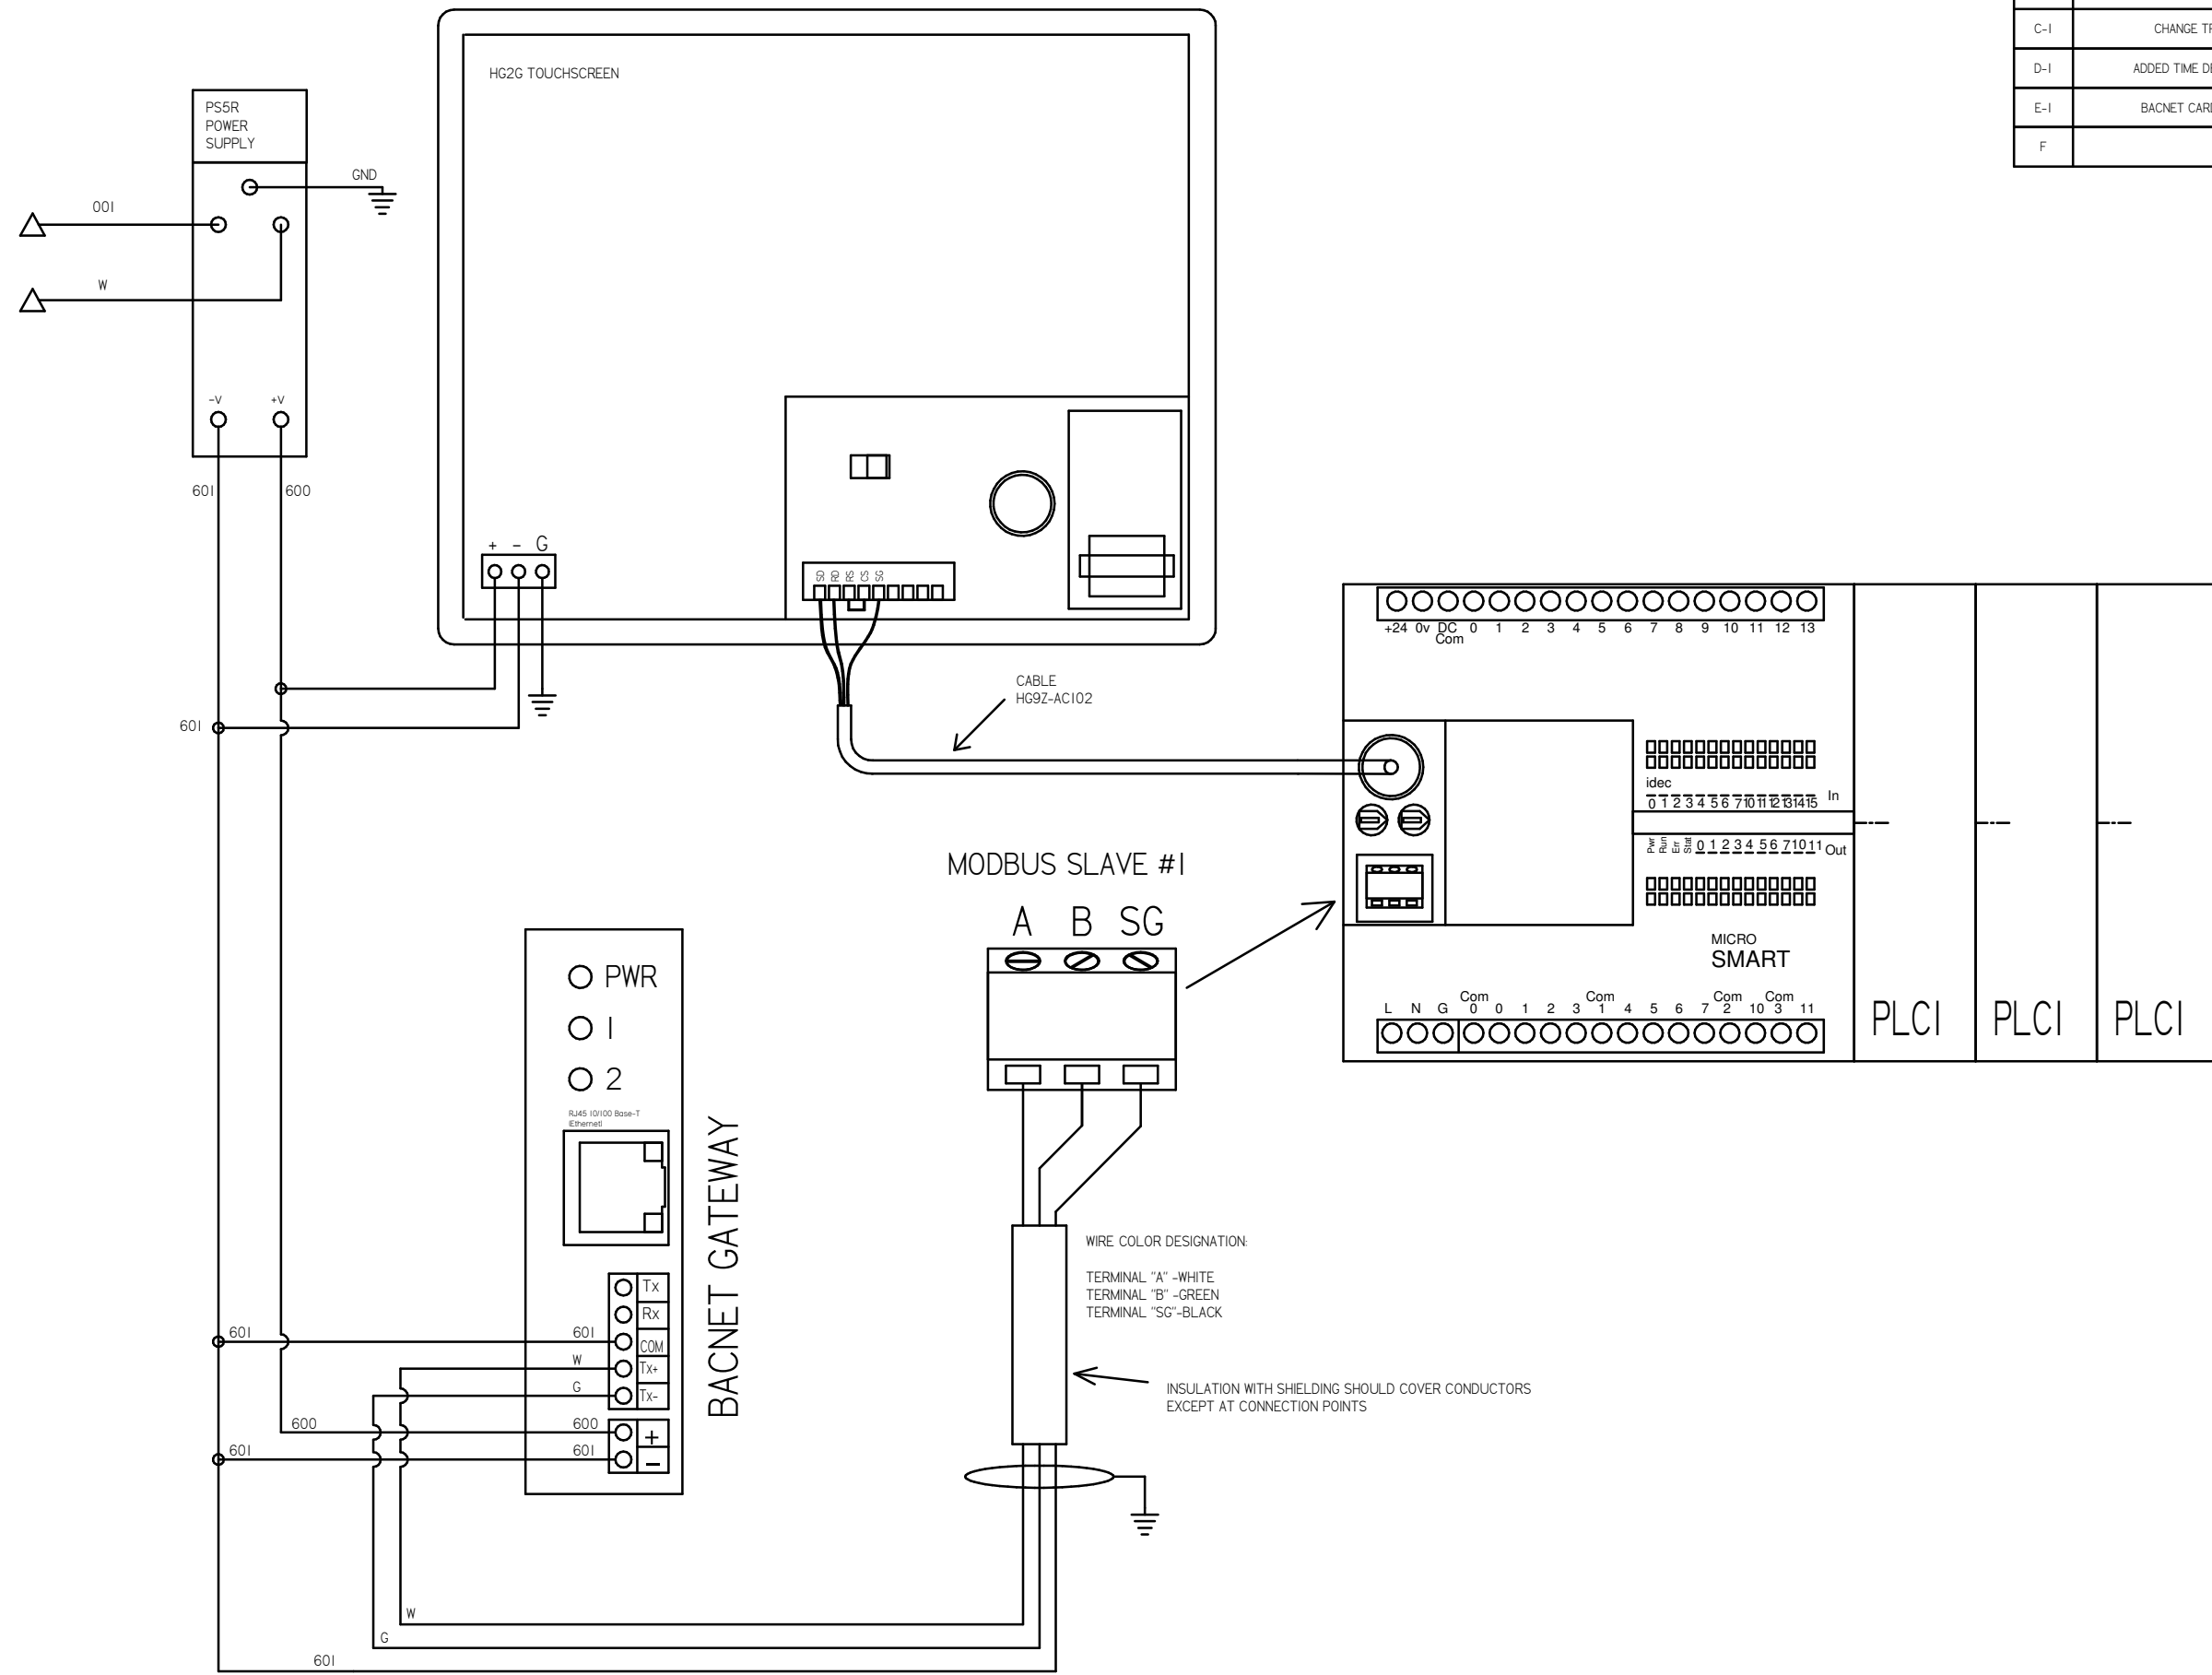 C-1 CHANGE
D-1 ADDED TIME
E-1 BACNET
F
HG2G TOUCHSCREEN
PS5R
POWER
SUPPLY
GND
001
W
-V +V
601 600
+ - G
SD RD RS CS SG
CABLE
HG9Z-AC102
601
+24 0v DC 0 1 2 3 4 5 6 7 8 9 10 11 12 13
Com
idec
0 1 2 3 4 5 6 7 10 11 12 13 14 15 In
Pwr Run Err Stat 0 1 2 3 4 5 6 7 10 11 Out
MICRO
SMART
Com Com Com Com
L N G 0 0 1 2 3 1 4 5 6 7 2 10 3 11
PLC1 PLC1 PLC1
MODBUS SLAVE #1
A B SG
PWR
1
2
RJ45 10/100 Base-T
(Ethernet)
BACNET GATEWAY
Tx
Rx
601 601 COM
W Tx+
G Tx-
600 600 +
601 601 -
WIRE COLOR DESIGNATION:
TERMINAL "A" -WHITE
TERMINAL "B" -GREEN
TERMINAL "SG"-BLACK
INSULATION WITH SHIELDING SHOULD COVER CONDUCTORS
EXCEPT AT CONNECTION POINTS
W
G
601